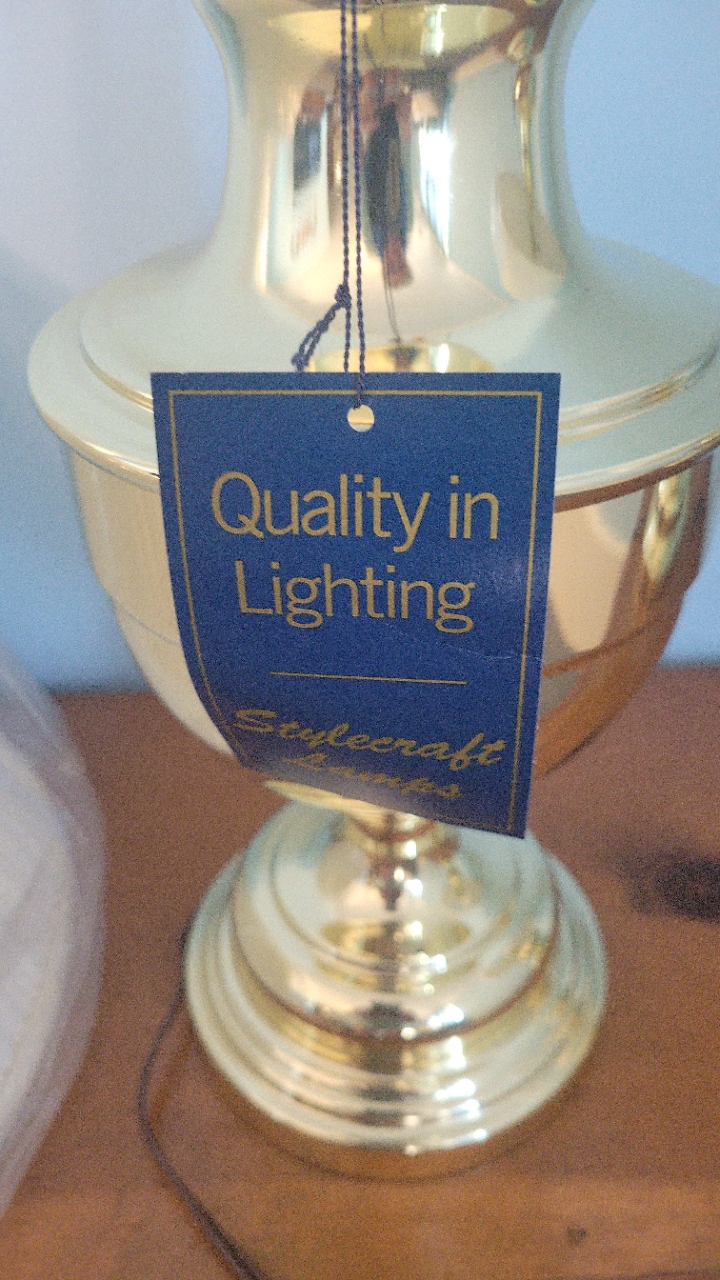 Quality in
Lighting
Stylecraft
Lamps